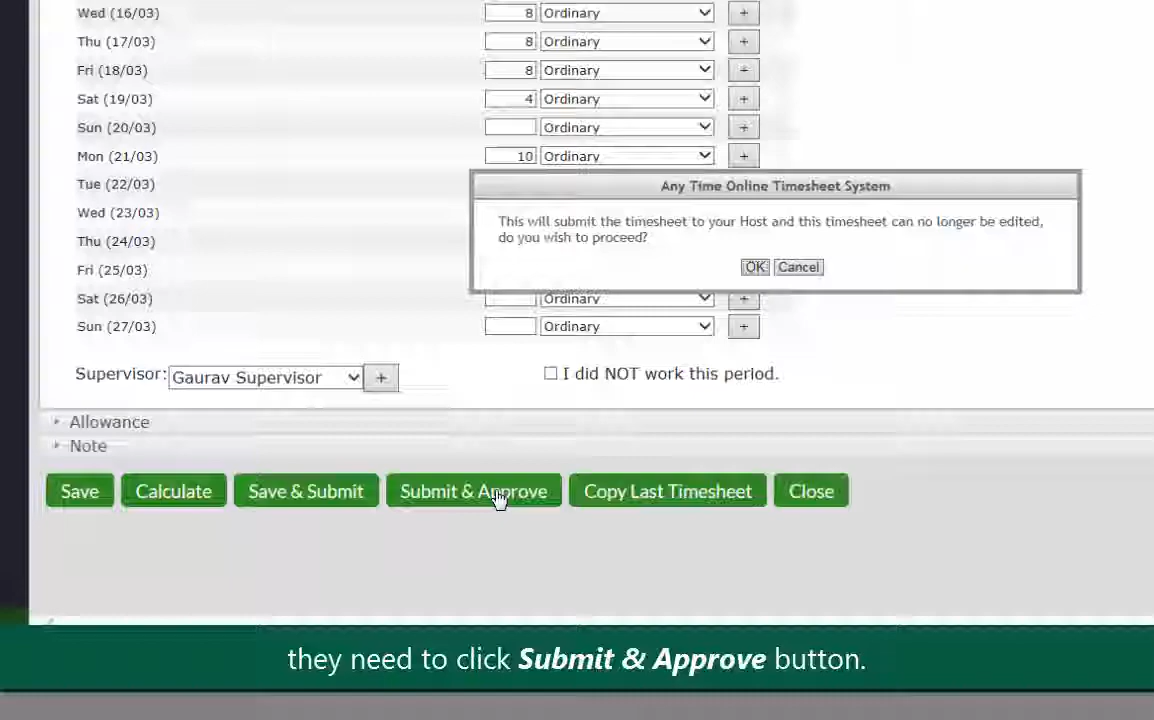 Wed (16/03) 8 Ordinary +
Thu (17/03) 8 Ordinary +
Fri (18/03) 8 Ordinary +
Sat (19/03) 4 Ordinary +
Sun (20/03) Ordinary +
Mon (21/03) 10 Ordinary +
Tue (22/03)
Wed (23/03)
Thu (24/03)
Fri (25/03)
Any Time Online Timesheet System
This will submit the timesheet to your Host and this timesheet can no longer be edited,
do you wish to proceed?
OK Cancel
Sat (26/03) Ordinary +
Sun (27/03) Ordinary +
Supervisor: Gaurav Supervisor + I did NOT work this period.
Allowance
Note
Save Calculate Save & Submit Submit & Approve Copy Last Timesheet Close
they need to click Submit & Approve button.